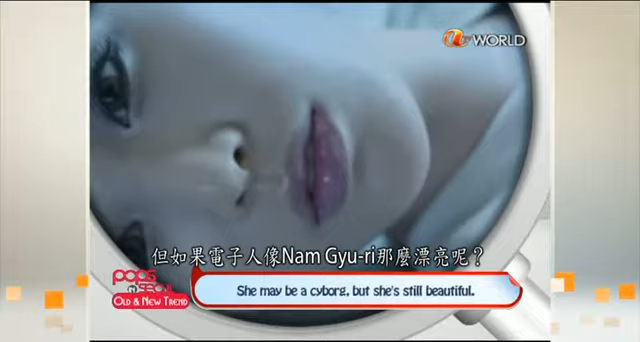 aTV WORLD
但如果電子人像Nam Gyu-ri那麼漂亮呢？
POPS in SEOUL
OLD & NEW TREND
She may be a cyborg, but she's still beautiful.